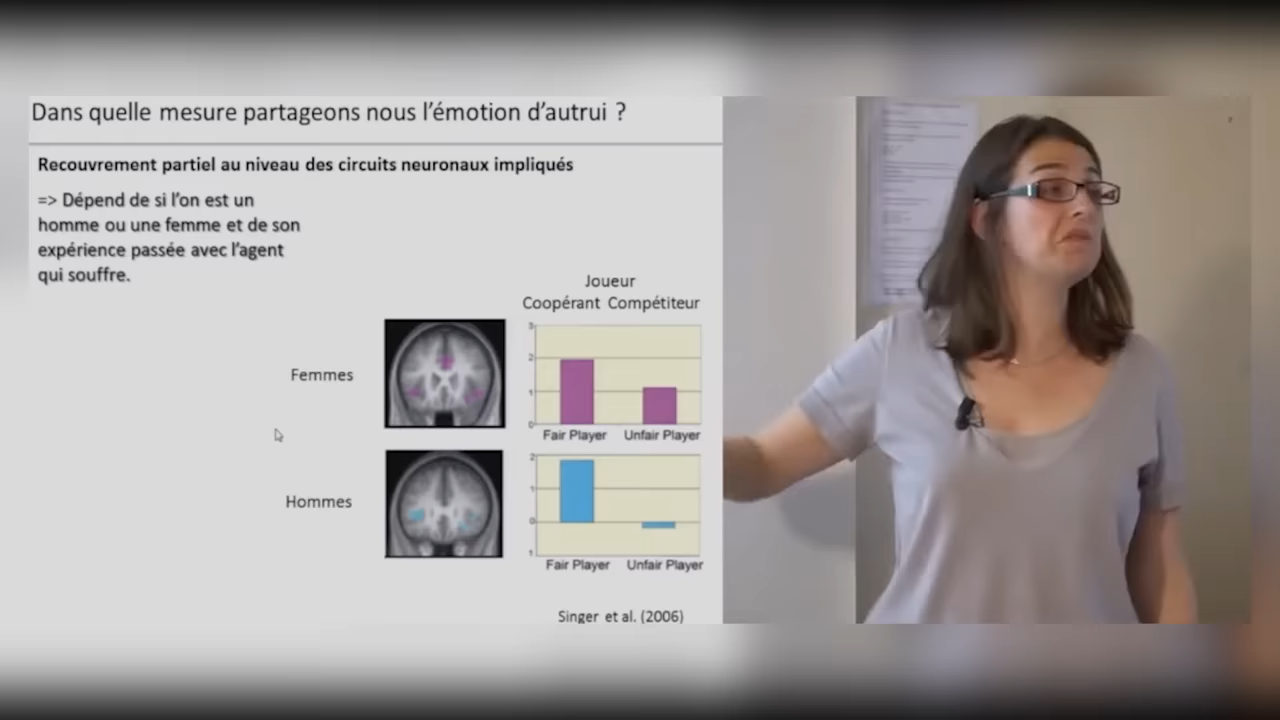 Dans quelle mesure partageons nous l'émotion d'autrui ?
Recouvrement partiel au niveau des circuits neuronaux impliqués
=> Dépend de si l'on est un
homme ou une femme et de son
expérience passée avec l'agent
qui souffre.
Joueur
Coopérant Compétiteur
Femmes
3
2
1
0
Fair Player Unfair Player
Hommes
2
1
0
1
Fair Player Unfair Player
Singer et al. (2006)